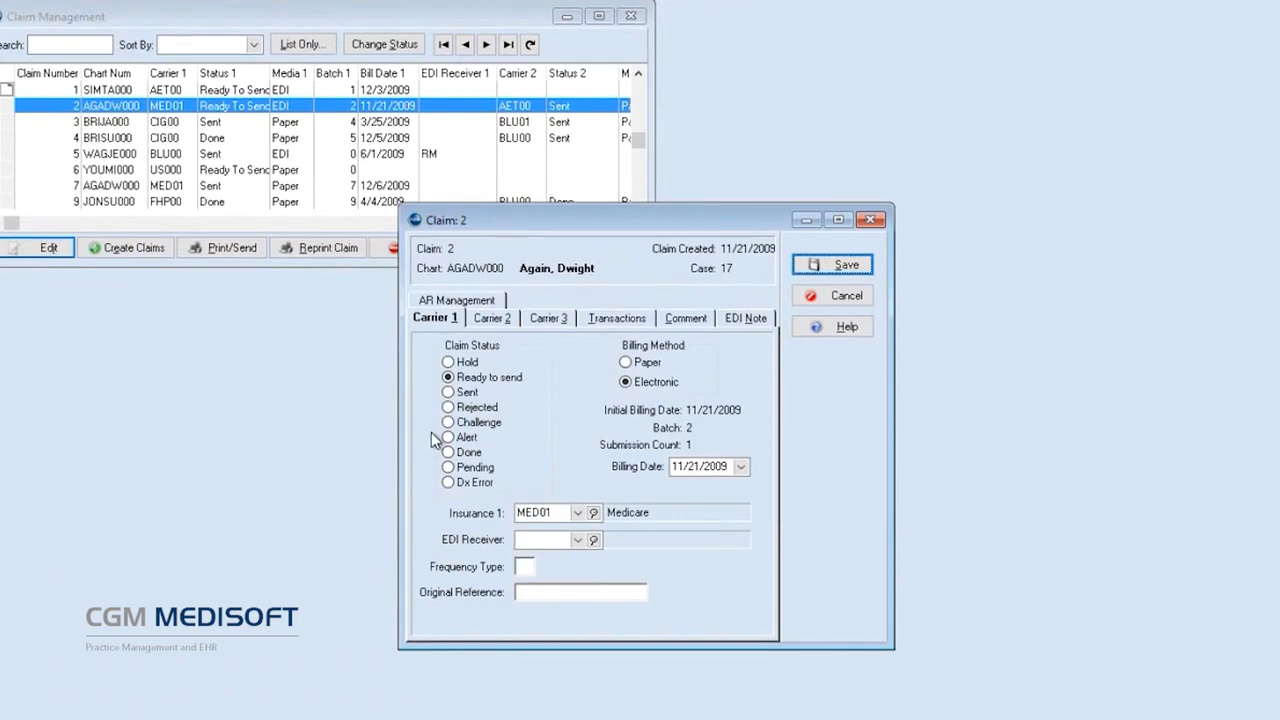 Claim Management
earch:
Sort By:
List Only...
Change Status
Claim Number Chart Num Carrier 1 Status 1 Media 1 Batch 1 Bill Date 1 EDI Receiver 1 Carrier 2 Status 2 M
1 SIMTA000 AET00 Ready To Send EDI 1 12/3/2009
2 AGADW000 MED01 Ready To Send EDI 2 11/21/2009 AET00 Sent Pa
3 BRIJA000 CIG00 Sent Paper 4 3/25/2009 BLU01 Sent Pa
4 BRISU000 CIG00 Done Paper 5 12/5/2009 BLU00 Sent Pa
5 WAGJE000 BLU00 Sent EDI 0 6/1/2009 RM
6 YOUMI000 US000 Ready To Send Paper 0
7 AGADW000 MED01 Sent Paper 7 12/6/2009
9 JONSU000 FHP00 Done Paper 9 4/4/2009 BLU00 Done Pa
Edit
Create Claims
Print/Send
Reprint Claim
Claim: 2
Claim: 2
Claim Created: 11/21/2009
Chart: AGADW000 Again, Dwight
Case: 17
Save
Cancel
Help
AR Management
Carrier 1 Carrier 2 Carrier 3 Transactions Comment EDI Note
Claim Status
Hold
Ready to send
Sent
Rejected
Challenge
Alert
Done
Pending
Dx Error
Billing Method
Paper
Electronic
Initial Billing Date: 11/21/2009
Batch: 2
Submission Count: 1
Billing Date: 11/21/2009
Insurance 1: MED01 Medicare
EDI Receiver:
Frequency Type:
Original Reference:
CGM MEDISOFT
Practice Management and EHR